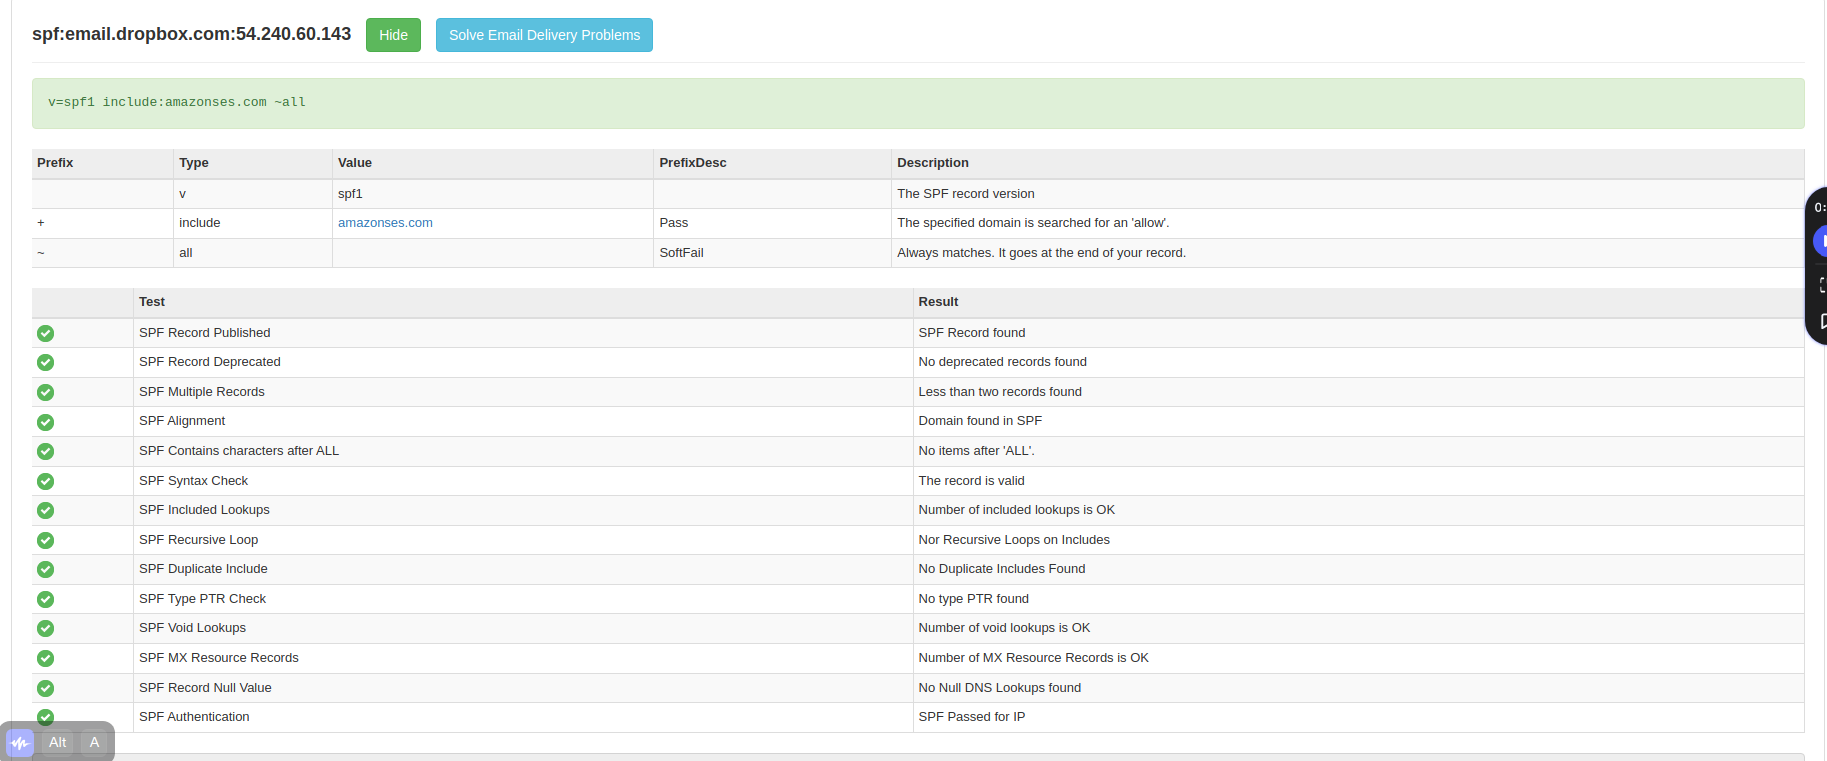 spf:email.dropbox.com:54.240.60.143 Hide Solve Email Delivery Problems
v=spf1 include:amazonses.com ~all
Prefix Type Value PrefixDesc Description
v spf1 The SPF record version
+ include amazonses.com Pass The specified domain is searched for an 'allow'.
~ all SoftFail Always matches. It goes at the end of your record.
Test Result
SPF Record Published SPF Record found
SPF Record Deprecated No deprecated records found
SPF Multiple Records Less than two records found
SPF Alignment Domain found in SPF
SPF Contains characters after ALL No items after 'ALL'.
SPF Syntax Check The record is valid
SPF Included Lookups Number of included lookups is OK
SPF Recursive Loop Nor Recursive Loops on Includes
SPF Duplicate Include No Duplicate Includes Found
SPF Type PTR Check No type PTR found
SPF Void Lookups Number of void lookups is OK
SPF MX Resource Records Number of MX Resource Records is OK
SPF Record Null Value No Null DNS Lookups found
SPF Authentication SPF Passed for IP
Alt A